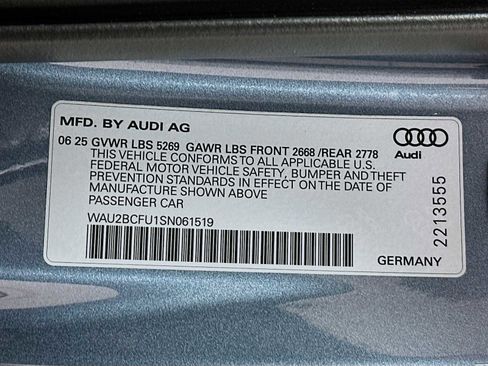 MFD. BY AUDI AG
06 25 GVWR LBS 5269 GAWR LBS FRONT 2668 /REAR 2778
THIS VEHICLE CONFORMS TO ALL APPLICABLE U.S.
FEDERAL MOTOR VEHICLE SAFETY, BUMPER AND THEFT
PREVENTION STANDARDS IN EFFECT ON THE DATE OF
MANUFACTURE SHOWN ABOVE
PASSENGER CAR
WAU2BCFU1SN061519
Audi
2213555
GERMANY